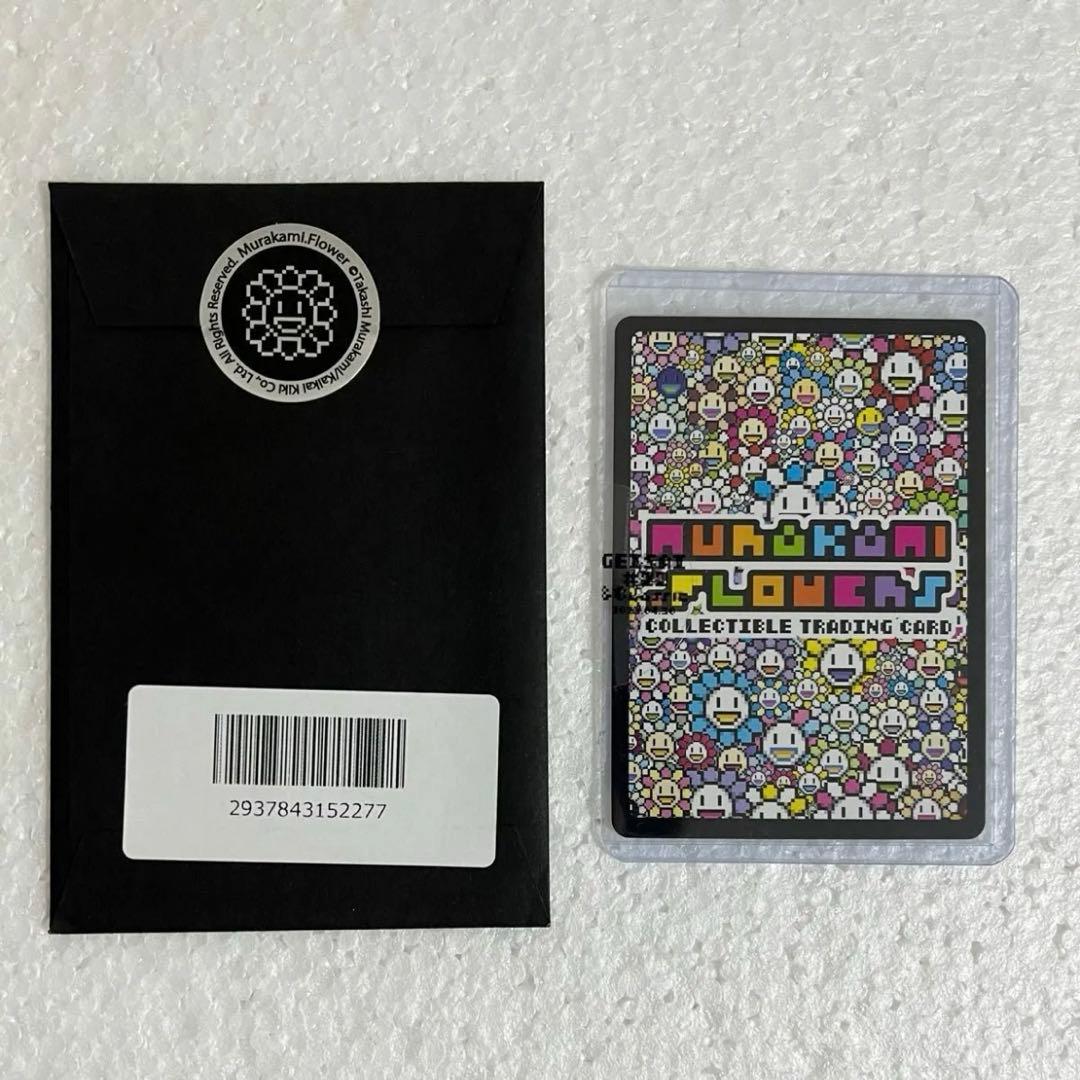 Murakami.Flower ©Takashi Murakami/Kaikai Kiki Co., Ltd. All Rights Reserved.
2937843152277
MURAKAMI
FLOWERS
COLLECTIBLE TRADING CARD
GEISAI